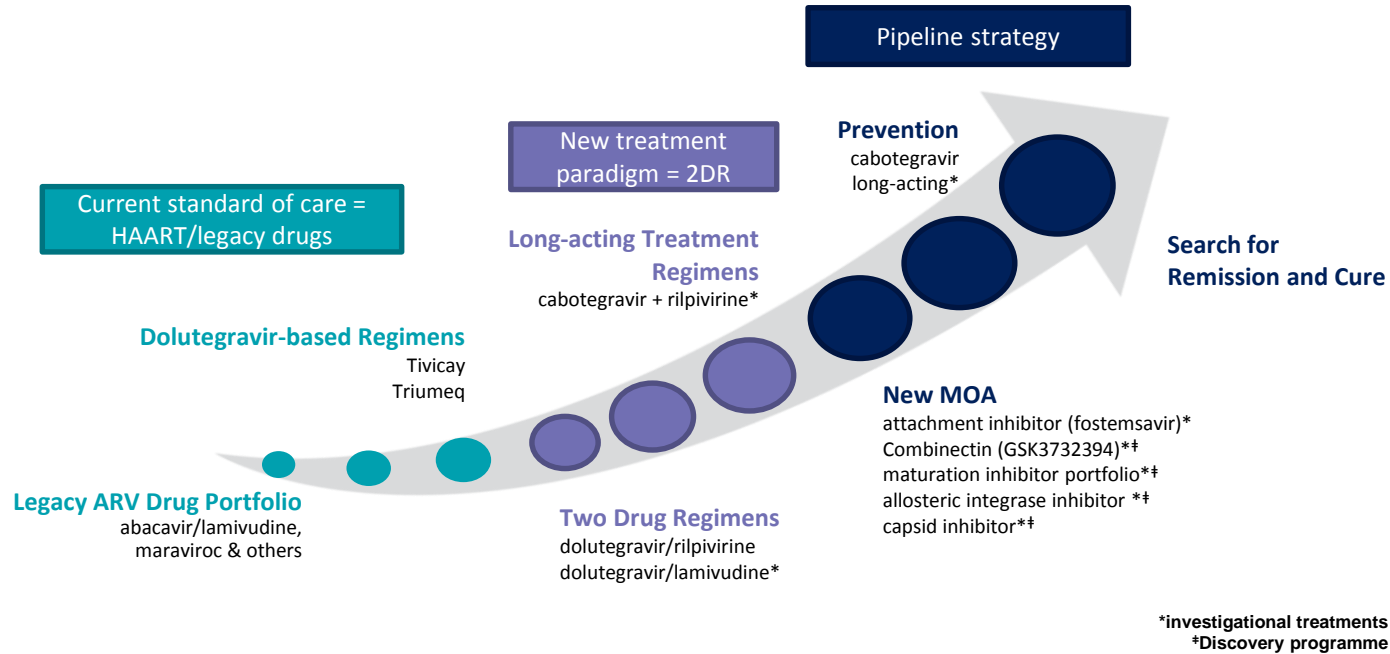 Pipeline strategy
New treatment
paradigm = 2DR
Current standard of care =
HAART/legacy drugs
Prevention
cabotegravir
long-acting*
Long-acting Treatment
Regimens
cabotegravir + rilpivirine*
Search for
Remission and Cure
Dolutegravir-based Regimens
Tivicay
Triumeq
New MOA
attachment inhibitor (fostemsavir)*
Combinectin (GSK3732394)*‡
maturation inhibitor portfolio*‡
allosteric integrase inhibitor *‡
capsid inhibitor*‡
Legacy ARV Drug Portfolio
abacavir/lamivudine,
maraviroc & others
Two Drug Regimens
dolutegravir/rilpivirine
dolutegravir/lamivudine*
*investigational treatments
‡Discovery programme